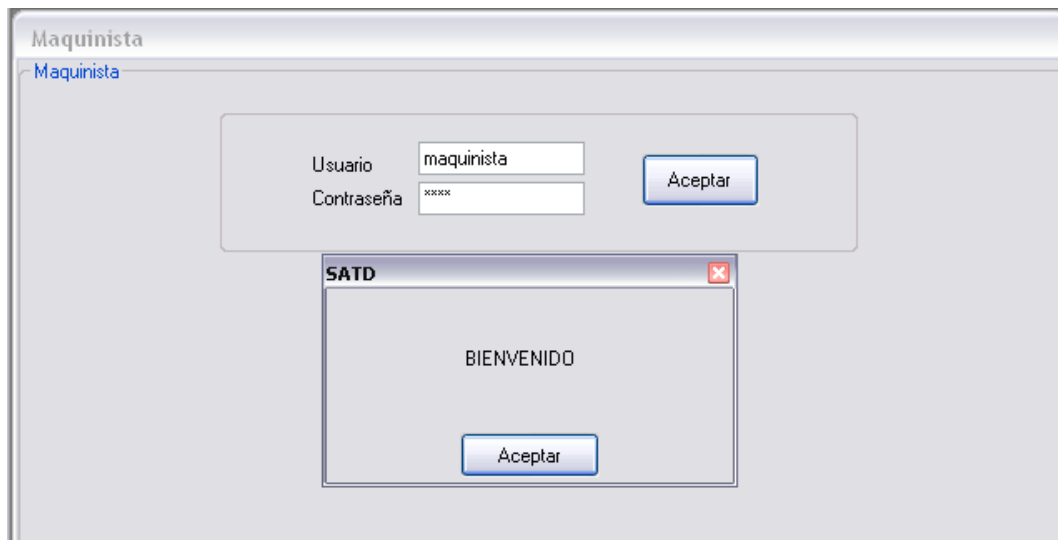 Maquinista
Maquinista
Usuario
maquinista
Contraseña
****
Aceptar
SATD
BIENVENIDO
Aceptar